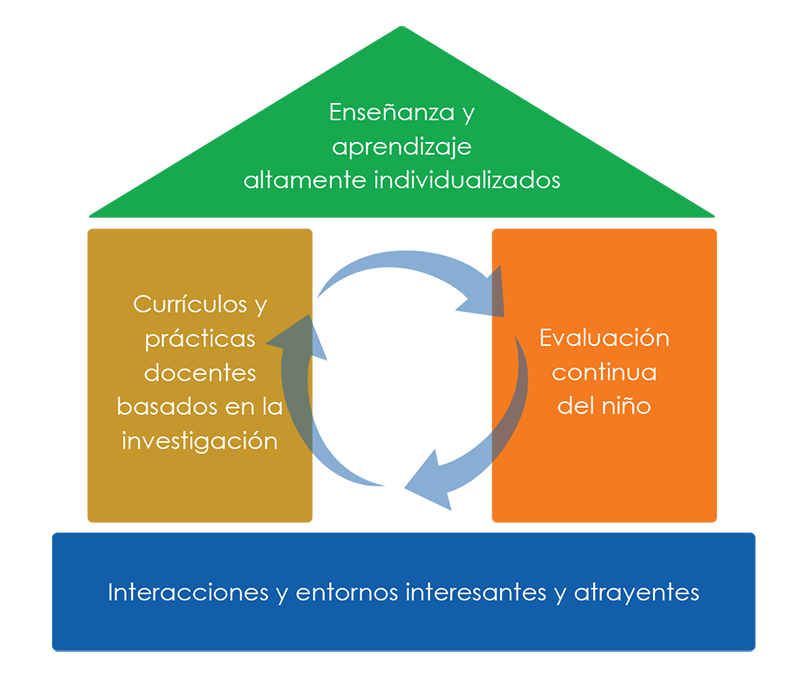 Enseñanza y
aprendizaje
altamente individualizados
Currículos y
prácticas
docentes
basados en la
investigación
Evaluación
continua
del niño
Interacciones y entornos interesantes y atrayentes